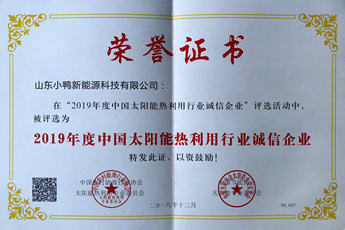 荣誉证书
山东小鸭新能源科技有限公司：
在“2019年度中国太阳能热利用行业诚信企业”评选活动中，
被评选为
2019年度中国太阳能热利用行业诚信企业
特发此证，以资鼓励！
二〇一九年十二月